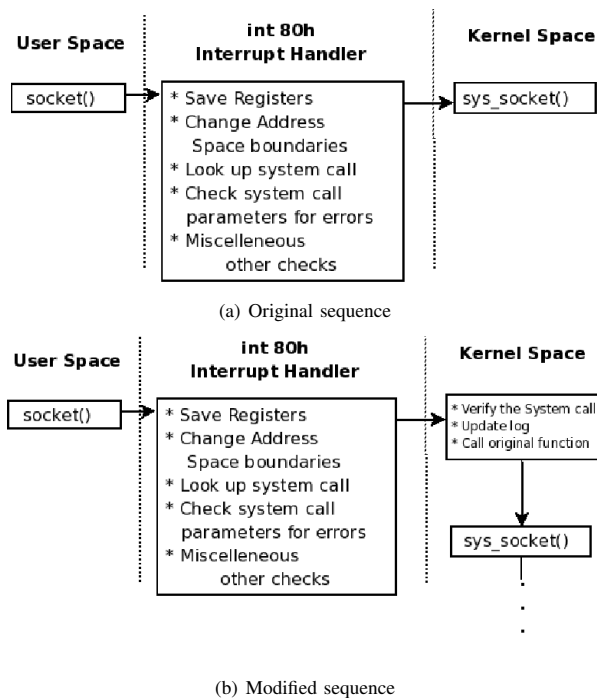 User Space
int 80h
Interrupt Handler
Kernel Space
socket()
* Save Registers
* Change Address
Space boundaries
* Look up system call
* Check system call
parameters for errors
* Miscelleneous
other checks
sys_socket()
(a) Original sequence
User Space
int 80h
Interrupt Handler
Kernel Space
socket()
* Save Registers
* Change Address
Space boundaries
* Look up system call
* Check system call
parameters for errors
* Miscelleneous
other checks
* Verify the System call
* Update log
* Call original function
sys_socket()
(b) Modified sequence